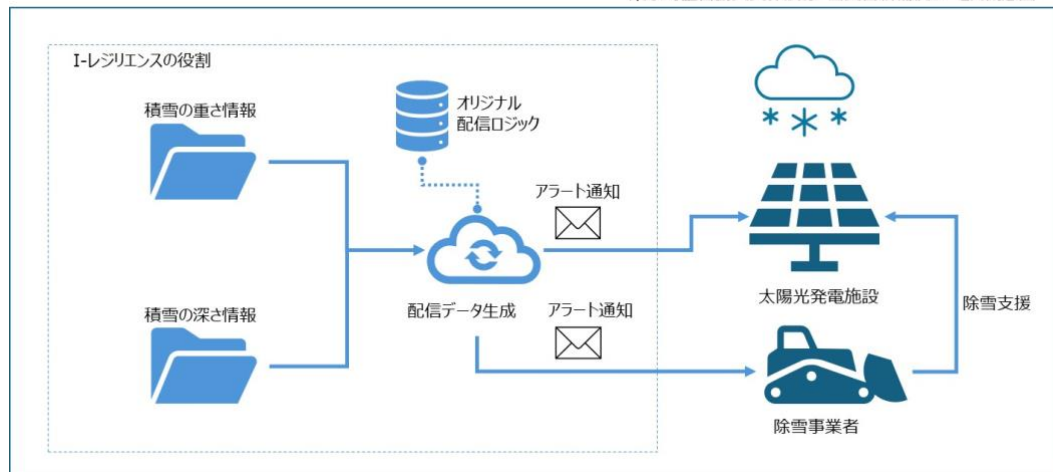 I-レジリエンスの役割
積雪の重さ情報
オリジナル
配信ロジック
アラート通知
配信データ生成
アラート通知
積雪の深さ情報
太陽光発電施設
除雪支援
除雪事業者